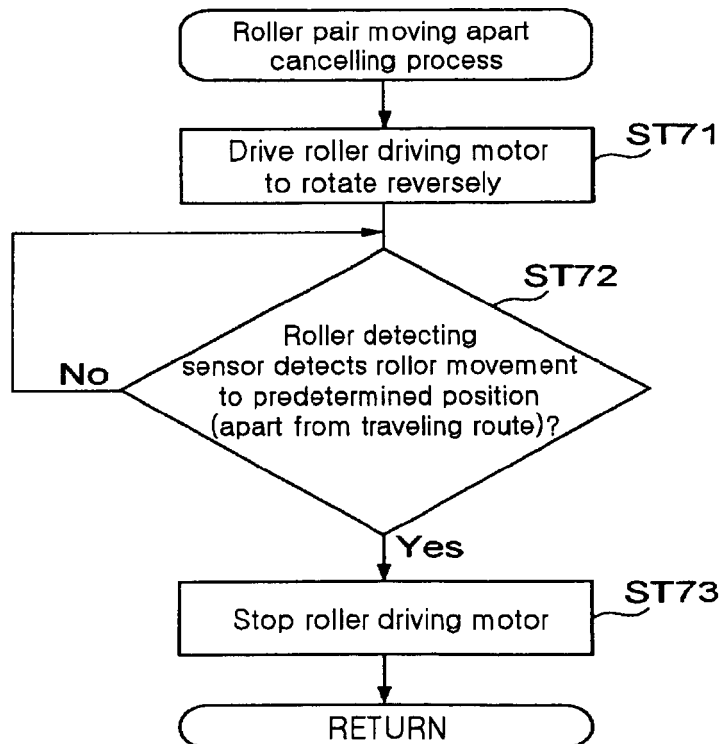 Roller pair moving apart
cancelling process
ST71
Drive roller driving motor
to rotate reversely
ST72
Roller detecting
sensor detects rollor movement
to predetermined position
(apart from traveling route)?
No
Yes
ST73
Stop roller driving motor
RETURN